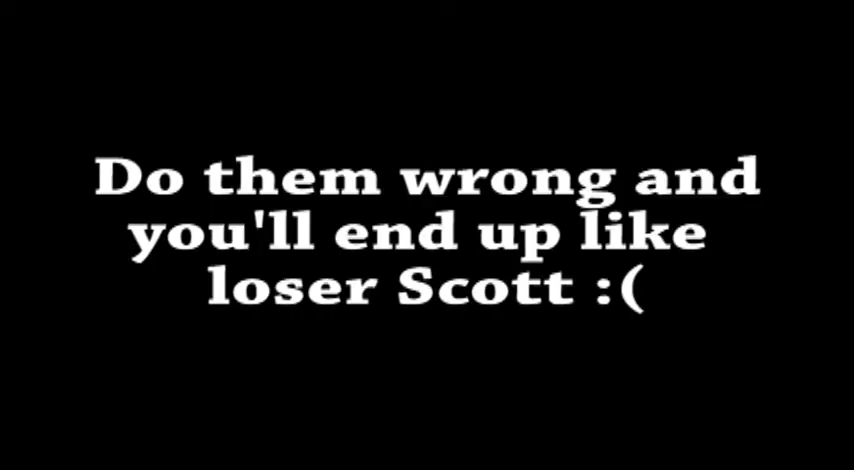 Do them wrong and
you'll end up like
loser Scott :(